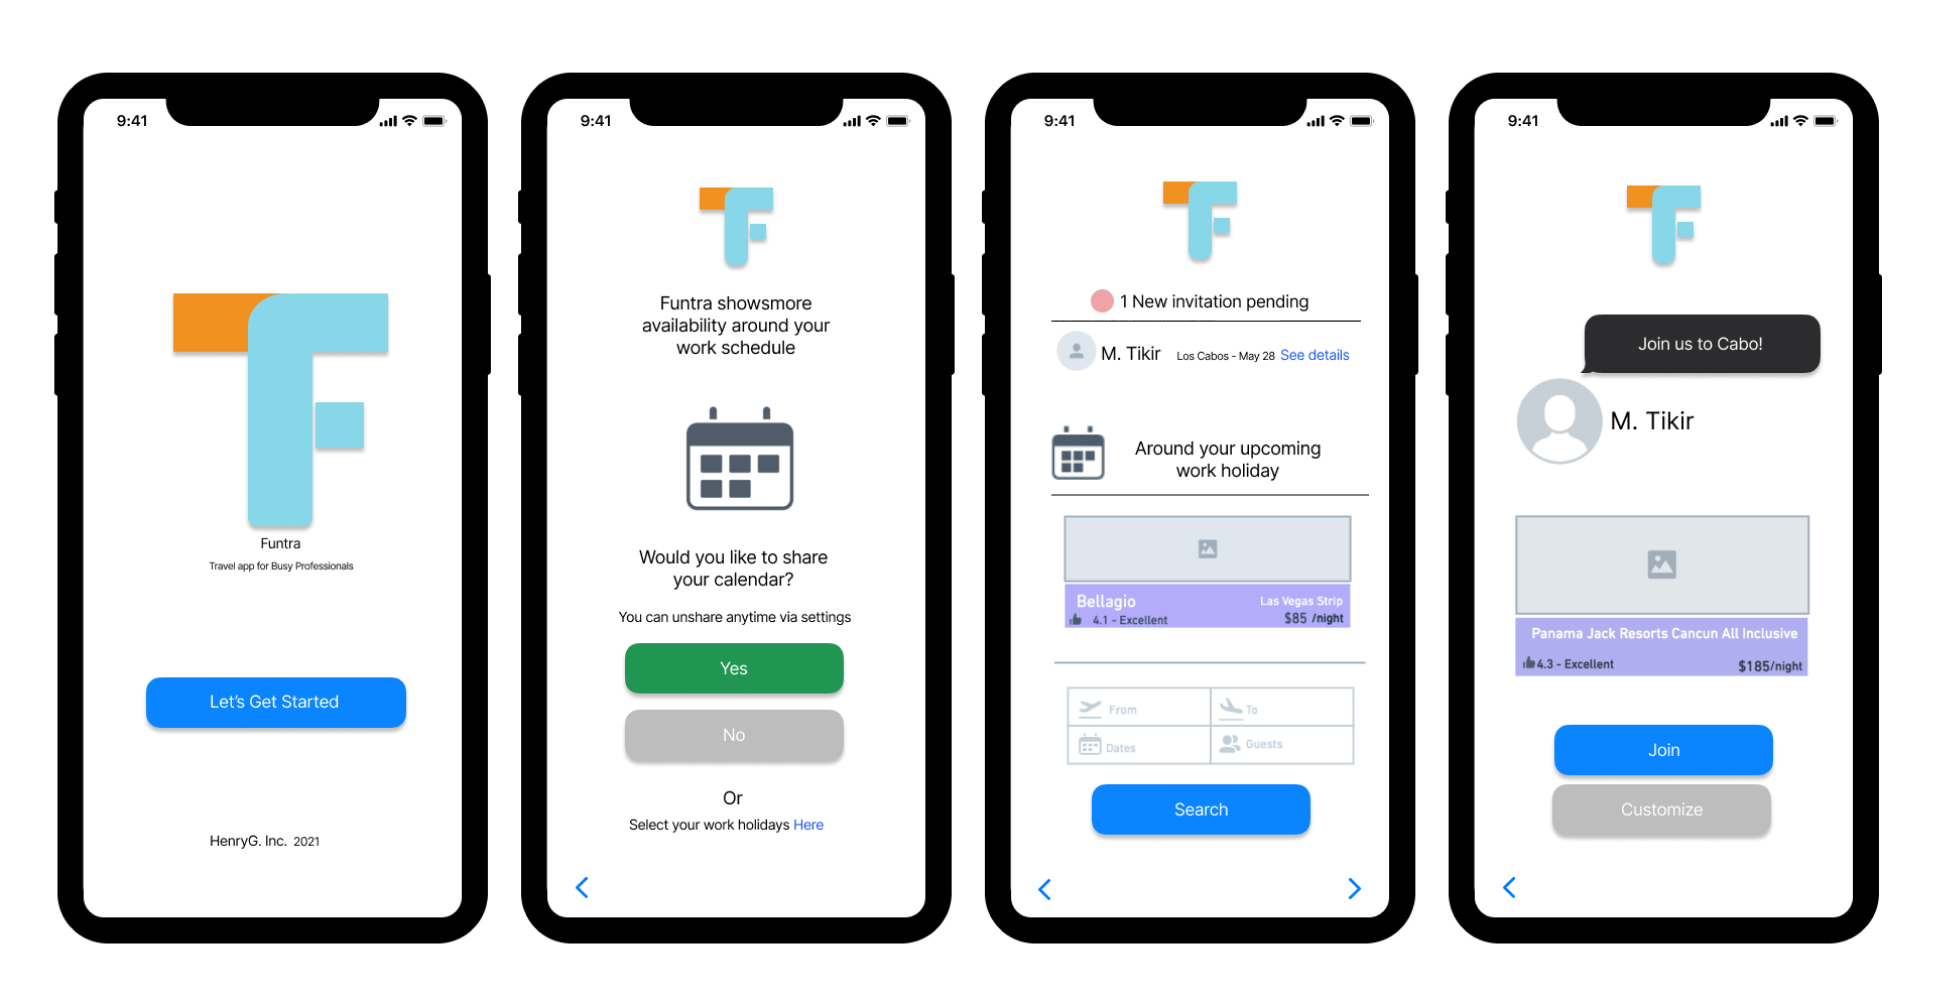 9:41
Funtra
Travel app for Busy Professionals
Let's Get Started
HenryG. Inc. 2021
9:41
Funtra showsmore
availability around your
work schedule
Would you like to share
your calendar?
You can unshare anytime via settings
Yes
No
Or
Select your work holidays Here
9:41
1 New invitation pending
M. Tikir Los Cabos - May 28 See details
Around your upcoming
work holiday
Bellagio Las Vegas Strip
4.1 - Excellent $85 /night
From To
Dates Guests
Search
9:41
Join us to Cabo!
M. Tikir
Panama Jack Resorts Cancun All Inclusive
4.3 - Excellent $185/night
Join
Customize